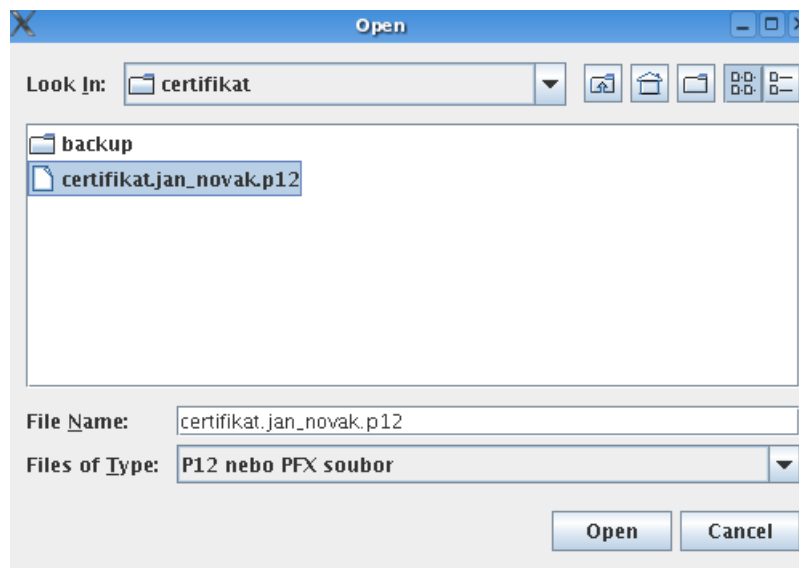 Open
Look In: certifikat
backup
certifikat.jan_novak.p12
File Name: certifikat.jan_novak.p12
Files of Type: P12 nebo PFX soubor
Open Cancel